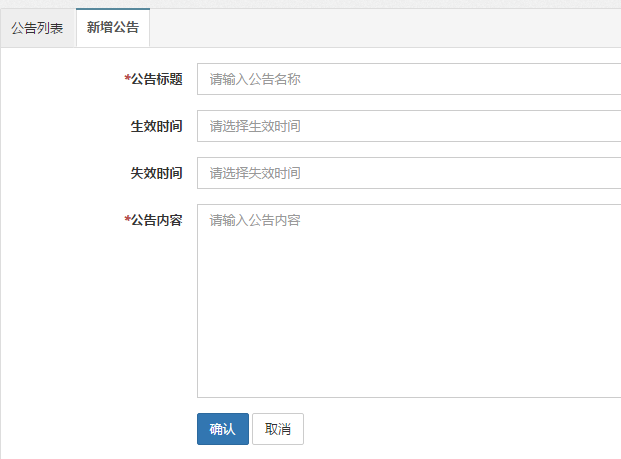 公告列表 新增公告
*公告标题 请输入公告名称
生效时间 请选择生效时间
失效时间 请选择失效时间
*公告内容 请输入公告内容
确认 取消